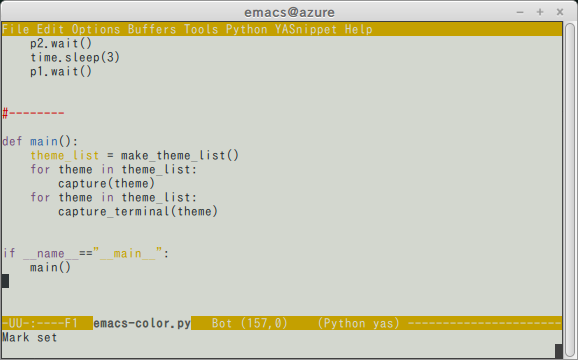 emacs@azure
File Edit Options Buffers Tools Python YASnippet Help
    p2.wait()
    time.sleep(3)
    p1.wait()
#--------
def main():
    theme_list = make_theme_list()
    for theme in theme_list:
        capture(theme)
    for theme in theme_list:
        capture_terminal(theme)
if __name__=="__main__":
    main()
-UU-:----F1  emacs-color.py   Bot (157,0)    (Python yas) ----------------------
Mark set